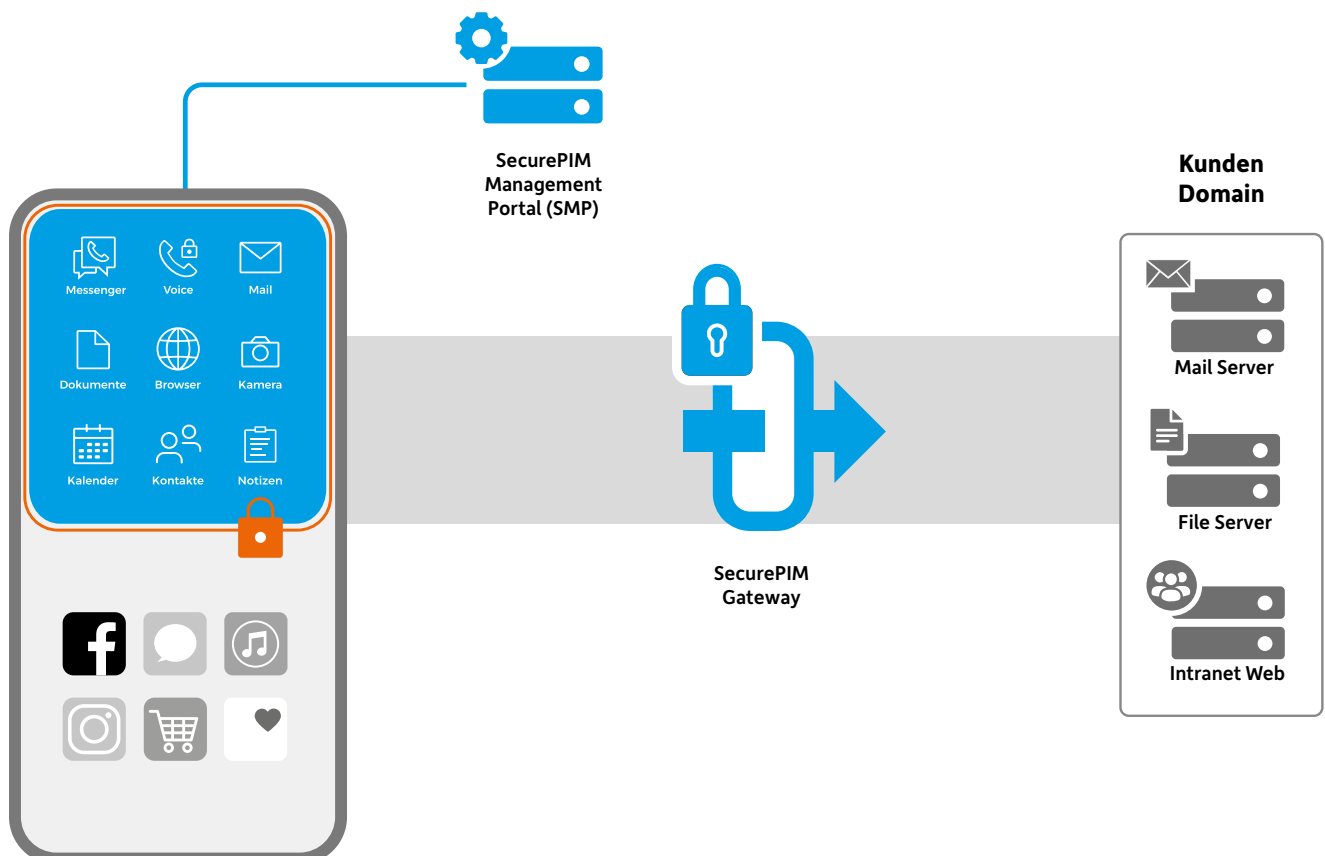 SecurePIM
Management
Portal (SMP)
Kunden
Domain
Messenger
Voice
Mail
Dokumente
Browser
Kamera
Kalender
Kontakte
Notizen
SecurePIM
Gateway
Mail Server
File Server
Intranet Web